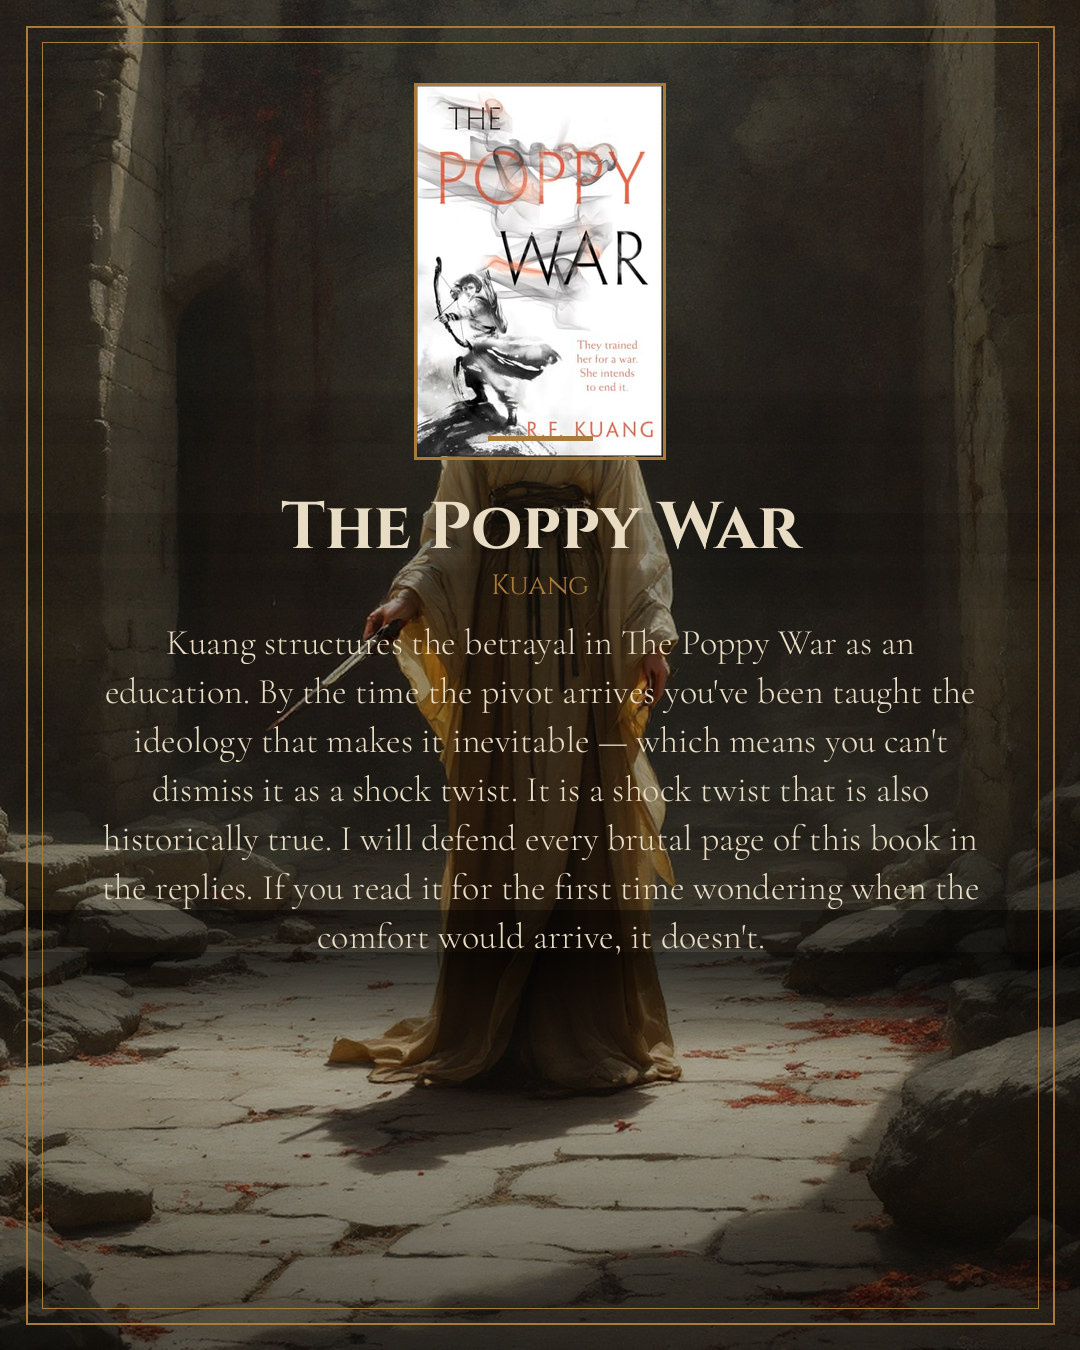 THE
POPPY
WAR
They trained
her for a war.
She intends
to end it.
R.F. KUANG
The Poppy War
Kuang
Kuang structures the betrayal in The Poppy War as an
education. By the time the pivot arrives you've been taught the
ideology that makes it inevitable — which means you can't
dismiss it as a shock twist. It is a shock twist that is also
historically true. I will defend every brutal page of this book in
the replies. If you read it for the first time wondering when the
comfort would arrive, it doesn't.